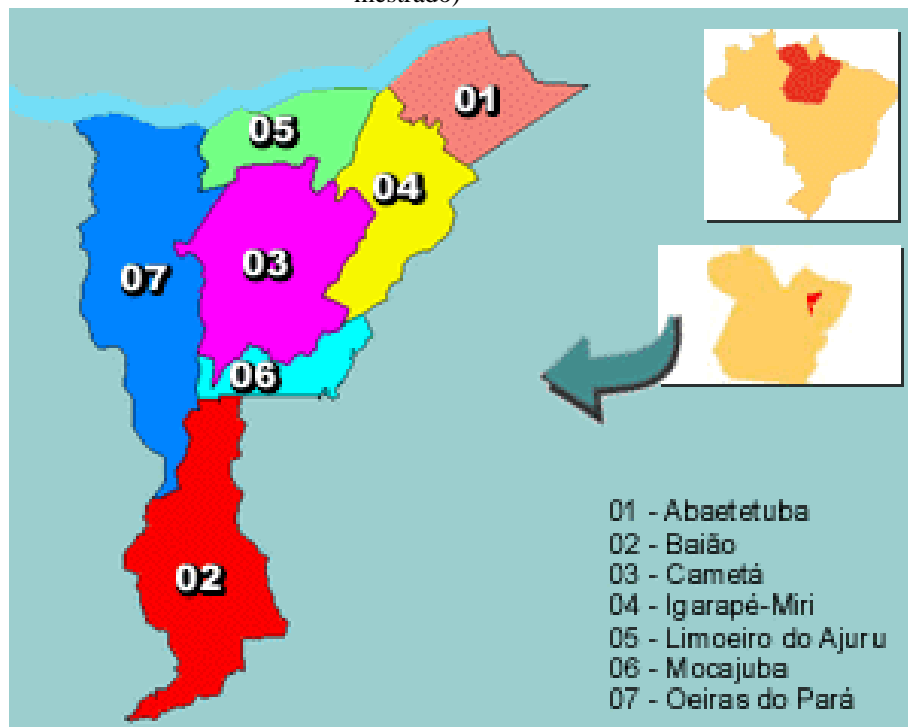 mestrado)
01
05
04
03
07
06
02
01 - Abaetetuba
02 - Baião
03 - Cametá
04 - Igarapé-Miri
05 - Limoeiro do Ajuru
06 - Mocajuba
07 - Oeiras do Pará